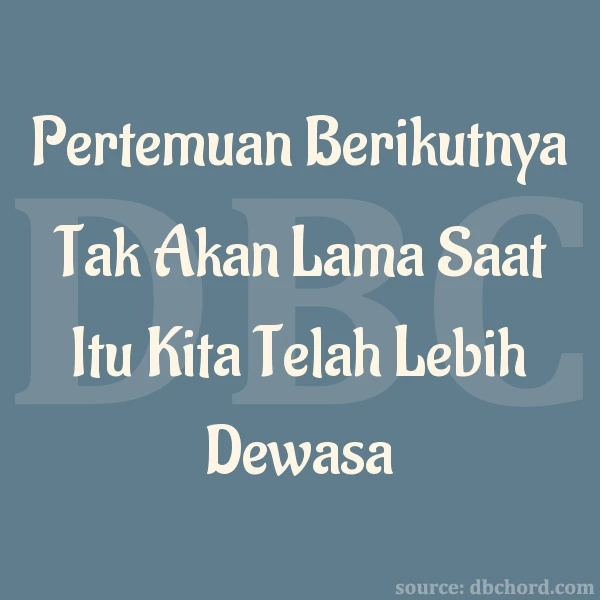 Pertemuan Berikutnya
Tak Akan Lama Saat
Itu Kita Telah Lebih
Dewasa
DBC
source: dbchord.com